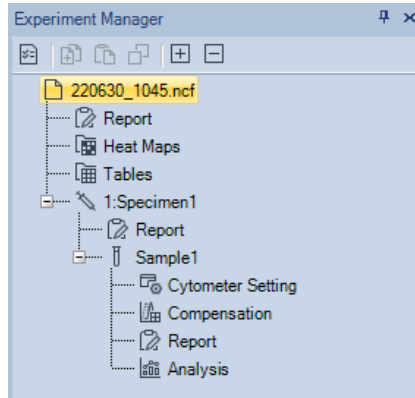 Experiment Manager
220630_1045.ncf
Report
Heat Maps
Tables
1:Specimen1
Report
Sample1
Cytometer Setting
Compensation
Report
Analysis